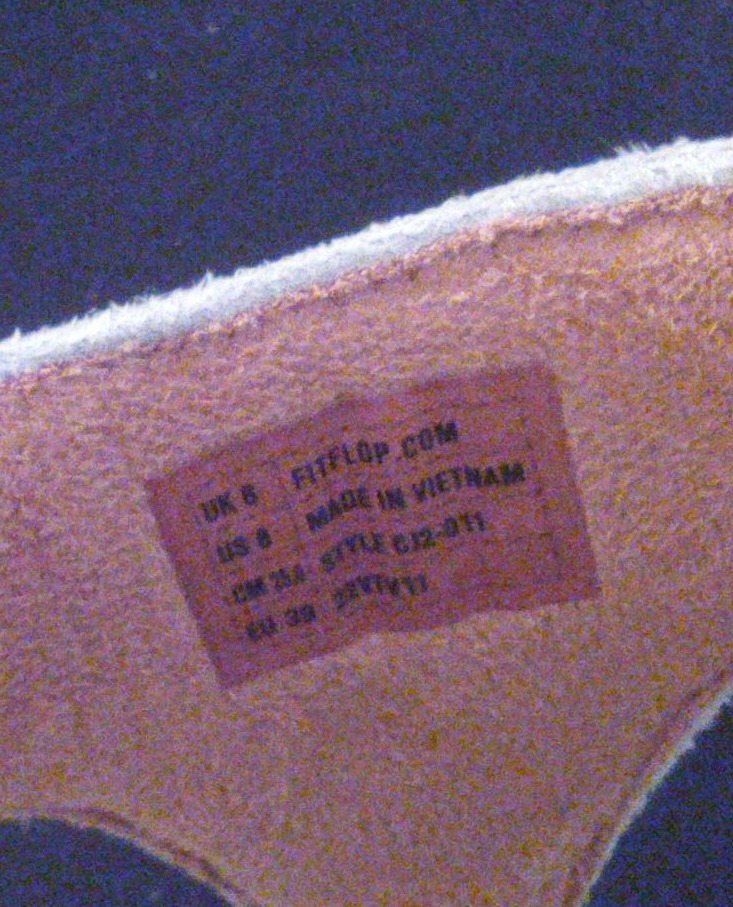 UK 6 FITFLOP.COM
US 8 MADE IN VIETNAM
CM STYLE C12-011
EU 39